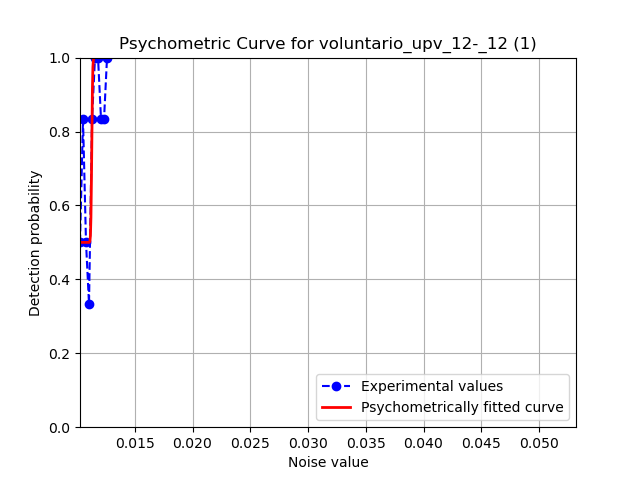 Psychometric Curve for voluntario_upv_12-_12 (1)
1.0
0.8
0.6
0.4
0.2
0.0
Detection probability
Experimental values
Psychometrically fitted curve
0.015 0.020 0.025 0.030 0.035 0.040 0.045 0.050
Noise value